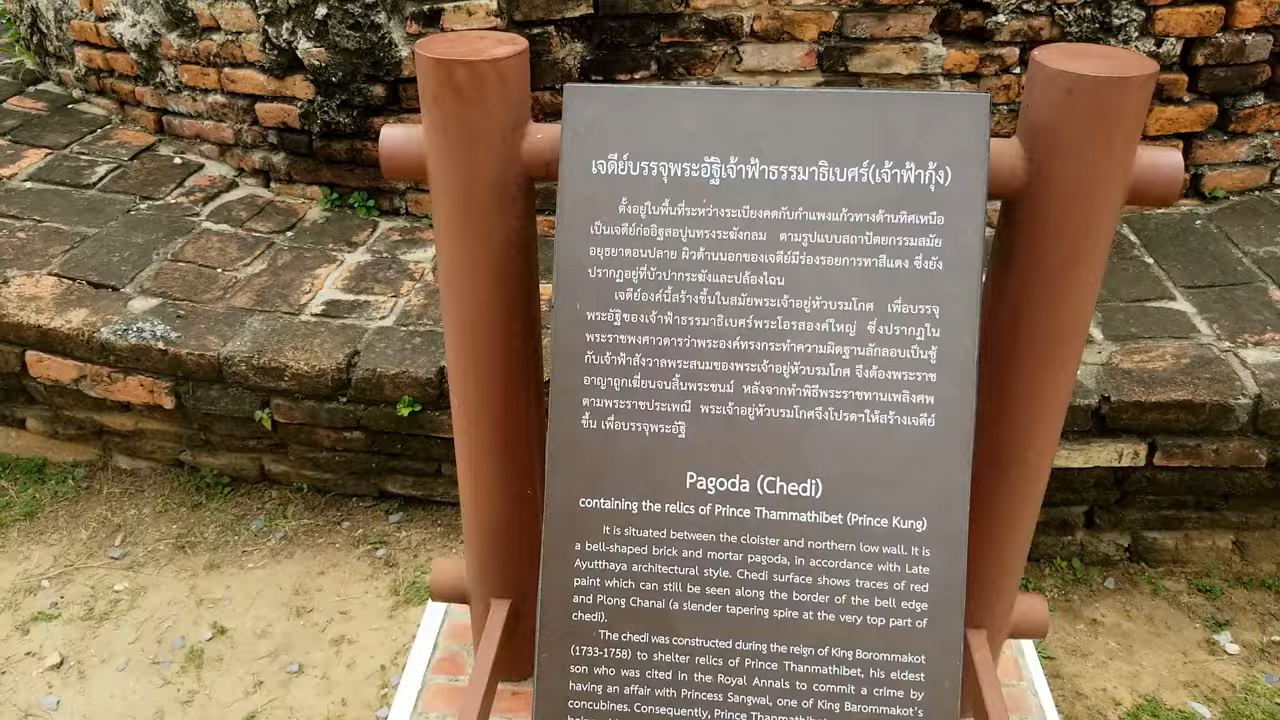 เจดีย์บรรจุพระอัฐิเจ้าฟ้าธรรมาธิเบศร์(เจ้าฟ้ากุ้ง)
ตั้งอยู่ในพื้นที่ระหว่างระเบียงคดกับกำแพงแก้วทางด้านทิศเหนือ
เป็นเจดีย์ก่ออิฐสอปูนทรงระฆังกลม ตามรูปแบบสถาปัตยกรรมสมัย
อยุธยาตอนปลาย ผิวด้านนอกของเจดีย์มีร่องรอยการทาสีแดง ซึ่งยัง
ปรากฏอยู่ที่บัวปากระฆังและปล้องไฉน
เจดีย์องค์นี้สร้างขึ้นในสมัยพระเจ้าอยู่หัวบรมโกศ เพื่อบรรจุ
พระอัฐิของเจ้าฟ้าธรรมาธิเบศร์พระโอรสองค์ใหญ่ ซึ่งปรากฏใน
พระราชพงศาวดารว่าพระองค์ทรงกระทำความผิดฐานลักลอบเป็นชู้
กับเจ้าฟ้าสังวาลพระสนมของพระเจ้าอยู่หัวบรมโกศ จึงต้องพระราช
อาญาถูกเฆี่ยนจนสิ้นพระชนม์ หลังจากทำพิธีพระราชทานเพลิงศพ
ตามพระราชประเพณี พระเจ้าอยู่หัวบรมโกศจึงโปรดฯให้สร้างเจดีย์
ขึ้น เพื่อบรรจุพระอัฐิ
Pagoda (Chedi)
containing the relics of Prince Thammathibet (Prince Kung)
It is situated between the cloister and northern low wall. It is
a bell-shaped brick and mortar pagoda, in accordance with Late
Ayutthaya architectural style. Chedi surface shows traces of red
paint which can still be seen along the border of the bell edge
and Plong Chanai (a slender tapering spire at the very top part of
chedi).
The chedi was constructed during the reign of King Borommakot
(1733-1758) to shelter relics of Prince Thanmathibet, his eldest
son who was cited in the Royal Annals to commit a crime by
having an affair with Princess Sangwal, one of King Barommakot's
concubines. Consequently, Prince Thanmathibet